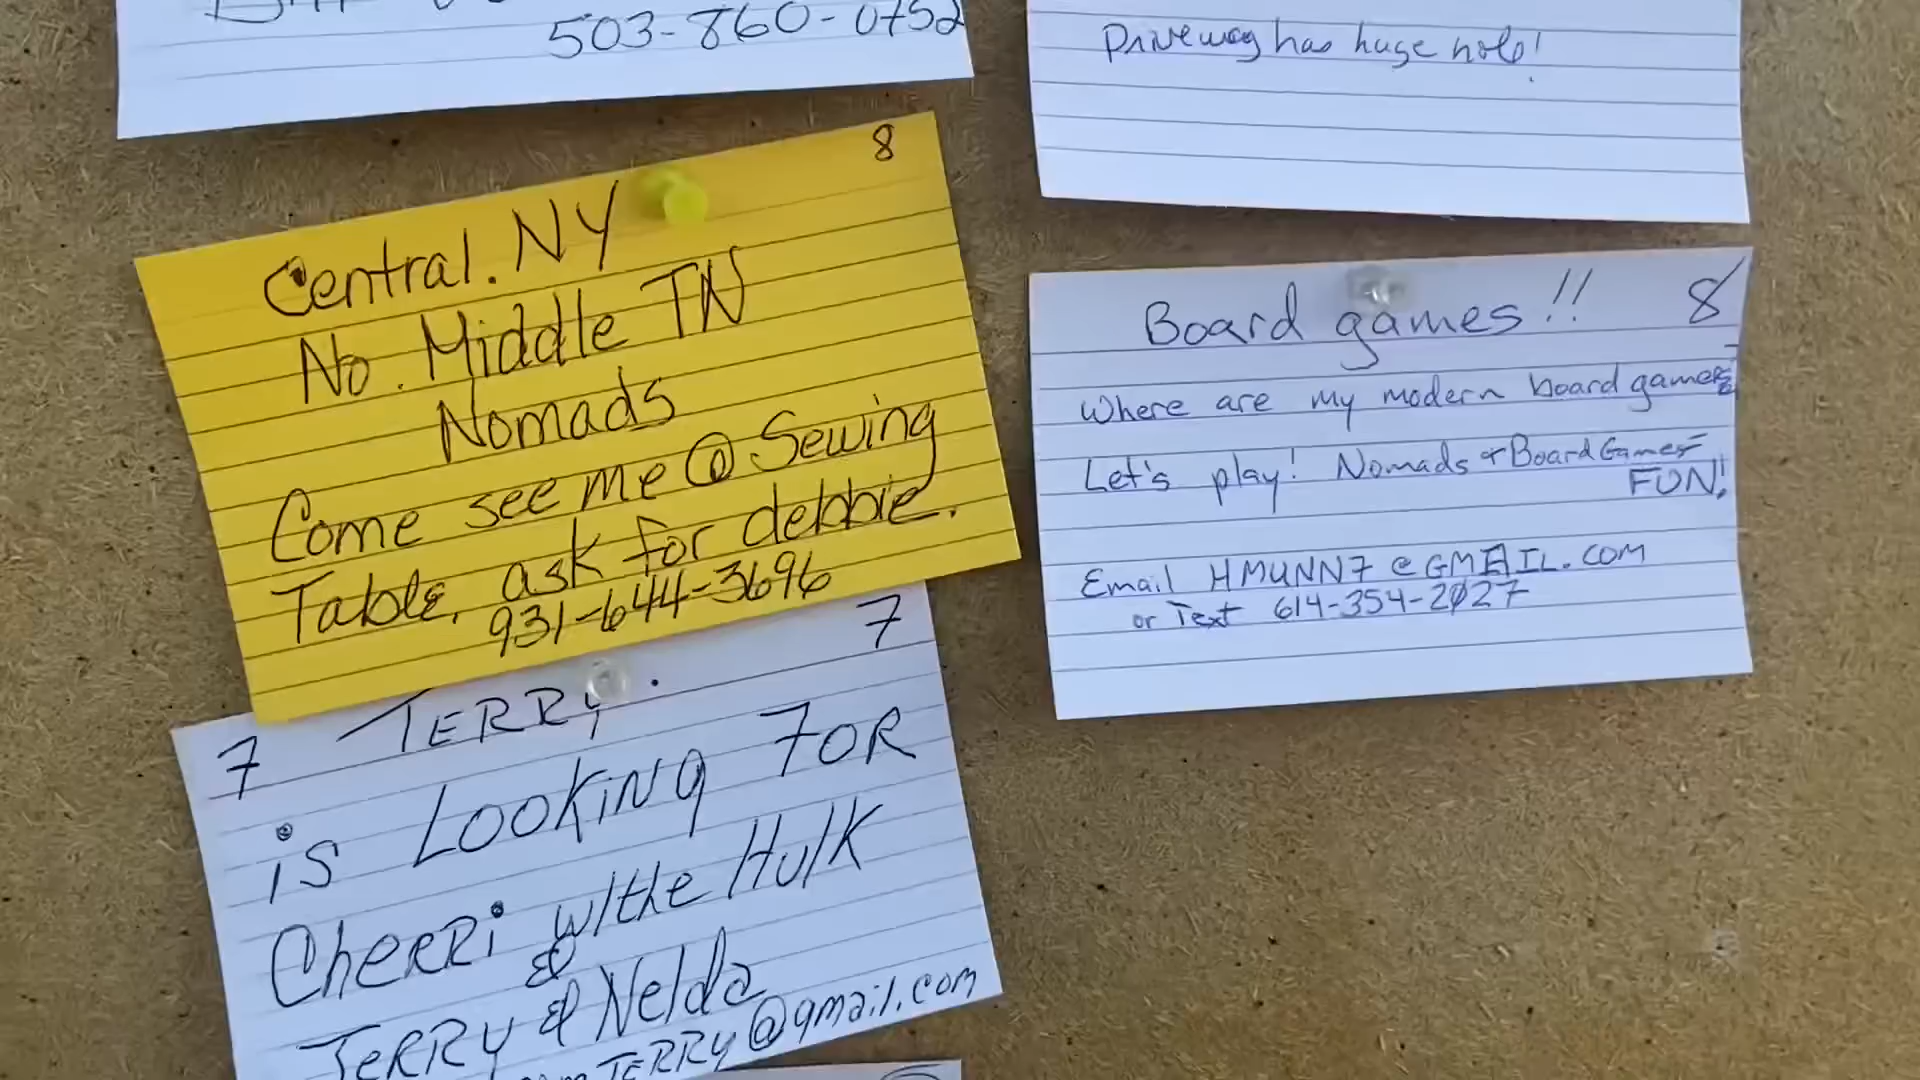 503-860-0752
Driveway has huge hole!
8
Central. NY
No. Middle TN
Nomads
Come see me @ Sewing
Table. ask for debbie.
931-644-3696
8
Board games!!
Where are my modern board gamers
Let's play! Nomads + Board Games =
FUN!
Email HMUNN7@GMAIL.COM
or Text 614-354-2027
7
7 TERRY.
is LOOKiNg FOR
CheRRi w/the Hulk
&
TeRRy & Nelda
TERRY@gmail.com